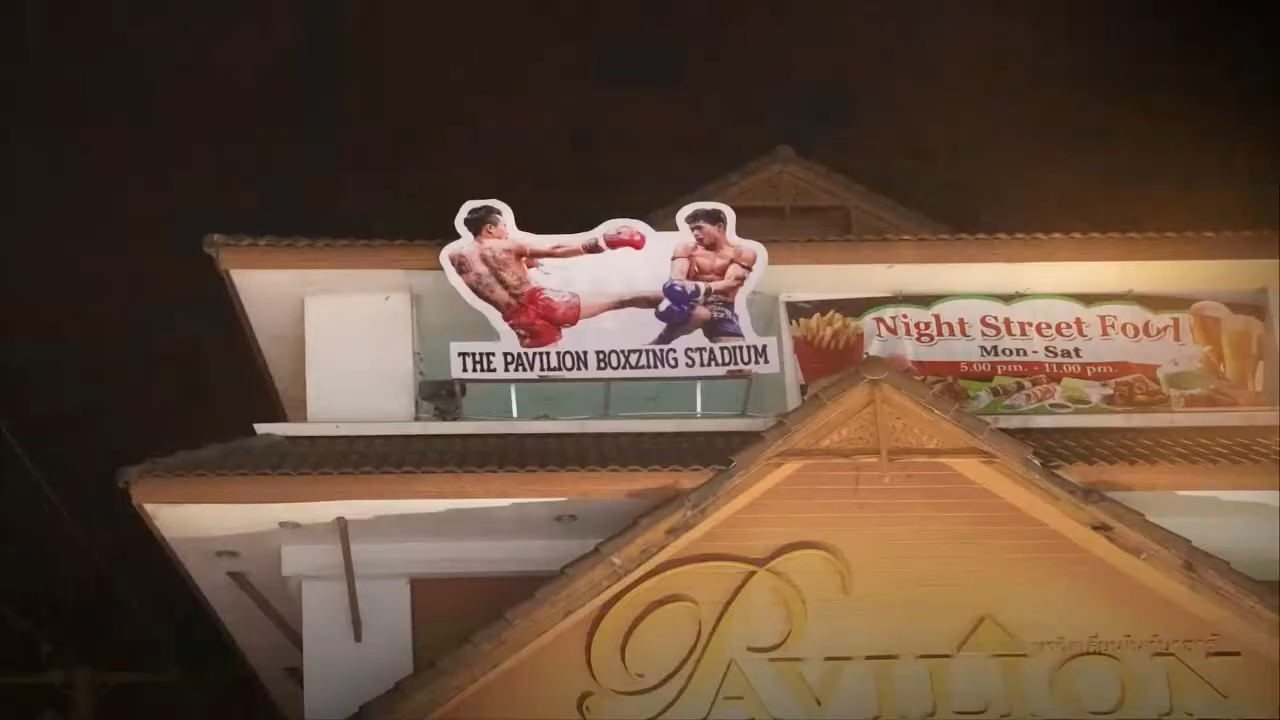 THE PAVILION BOXZING STADIUM
Night Street Food
Mon - Sat
5.00 pm. - 11.00 pm.
PAVILION